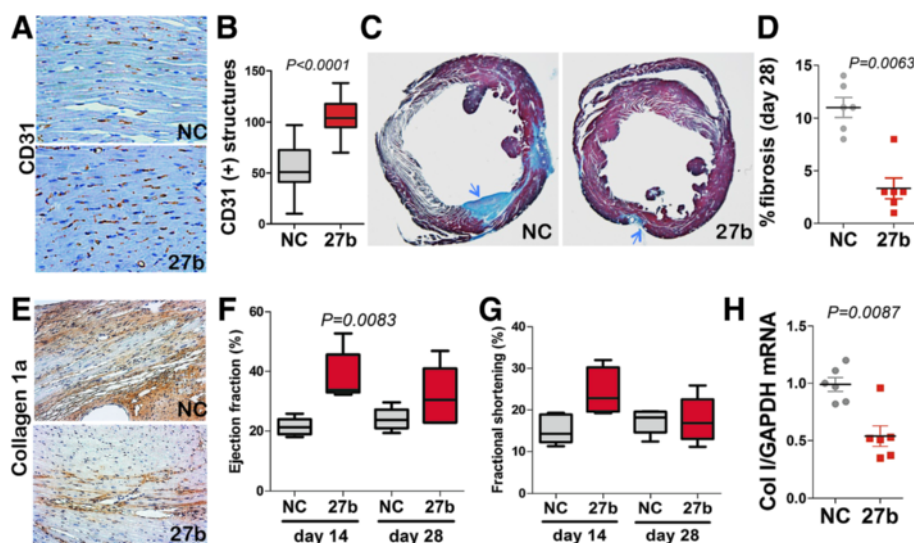 A
CD31
NC
27b
B
P<0.0001
CD31 (+) structures
150
100
50
0
NC
27b
C
NC
27b
D
P=0.0063
% fibrosis (day 28)
15
10
5
0
NC
27b
E
Collagen 1a
NC
27b
F
P=0.0083
Ejection fraction (%)
60
40
20
0
NC
27b
NC
27b
day 14
day 28
G
Fractional shortening (%)
40
30
20
10
0
NC
27b
NC
27b
day 14
day 28
H
P=0.0087
Col I/GAPDH mRNA
1.5
1.0
0.5
0.0
NC
27b